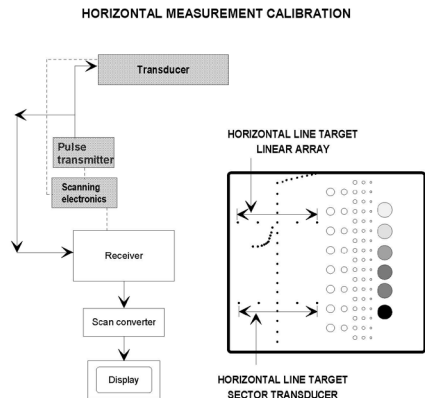 HORIZONTAL MEASUREMENT CALIBRATION
Transducer
Pulse
transmitter
Scanning
electronics
Receiver
Scan converter
Display
HORIZONTAL LINE TARGET
LINEAR ARRAY
HORIZONTAL LINE TARGET
SECTOR TRANSDUCER